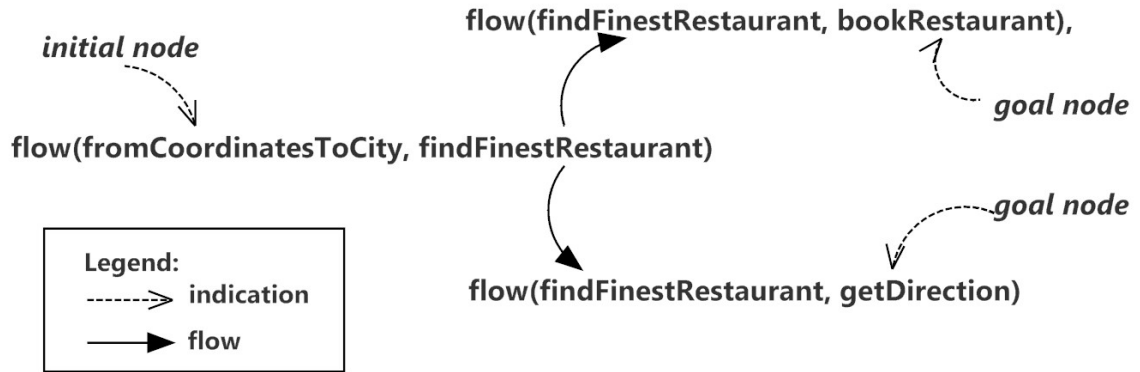 flow(findFinestRestaurant, bookRestaurant),
initial node
goal node
flow(fromCoordinatesToCity, findFinestRestaurant)
goal node
Legend:
indication
flow(findFinestRestaurant, getDirection)
flow